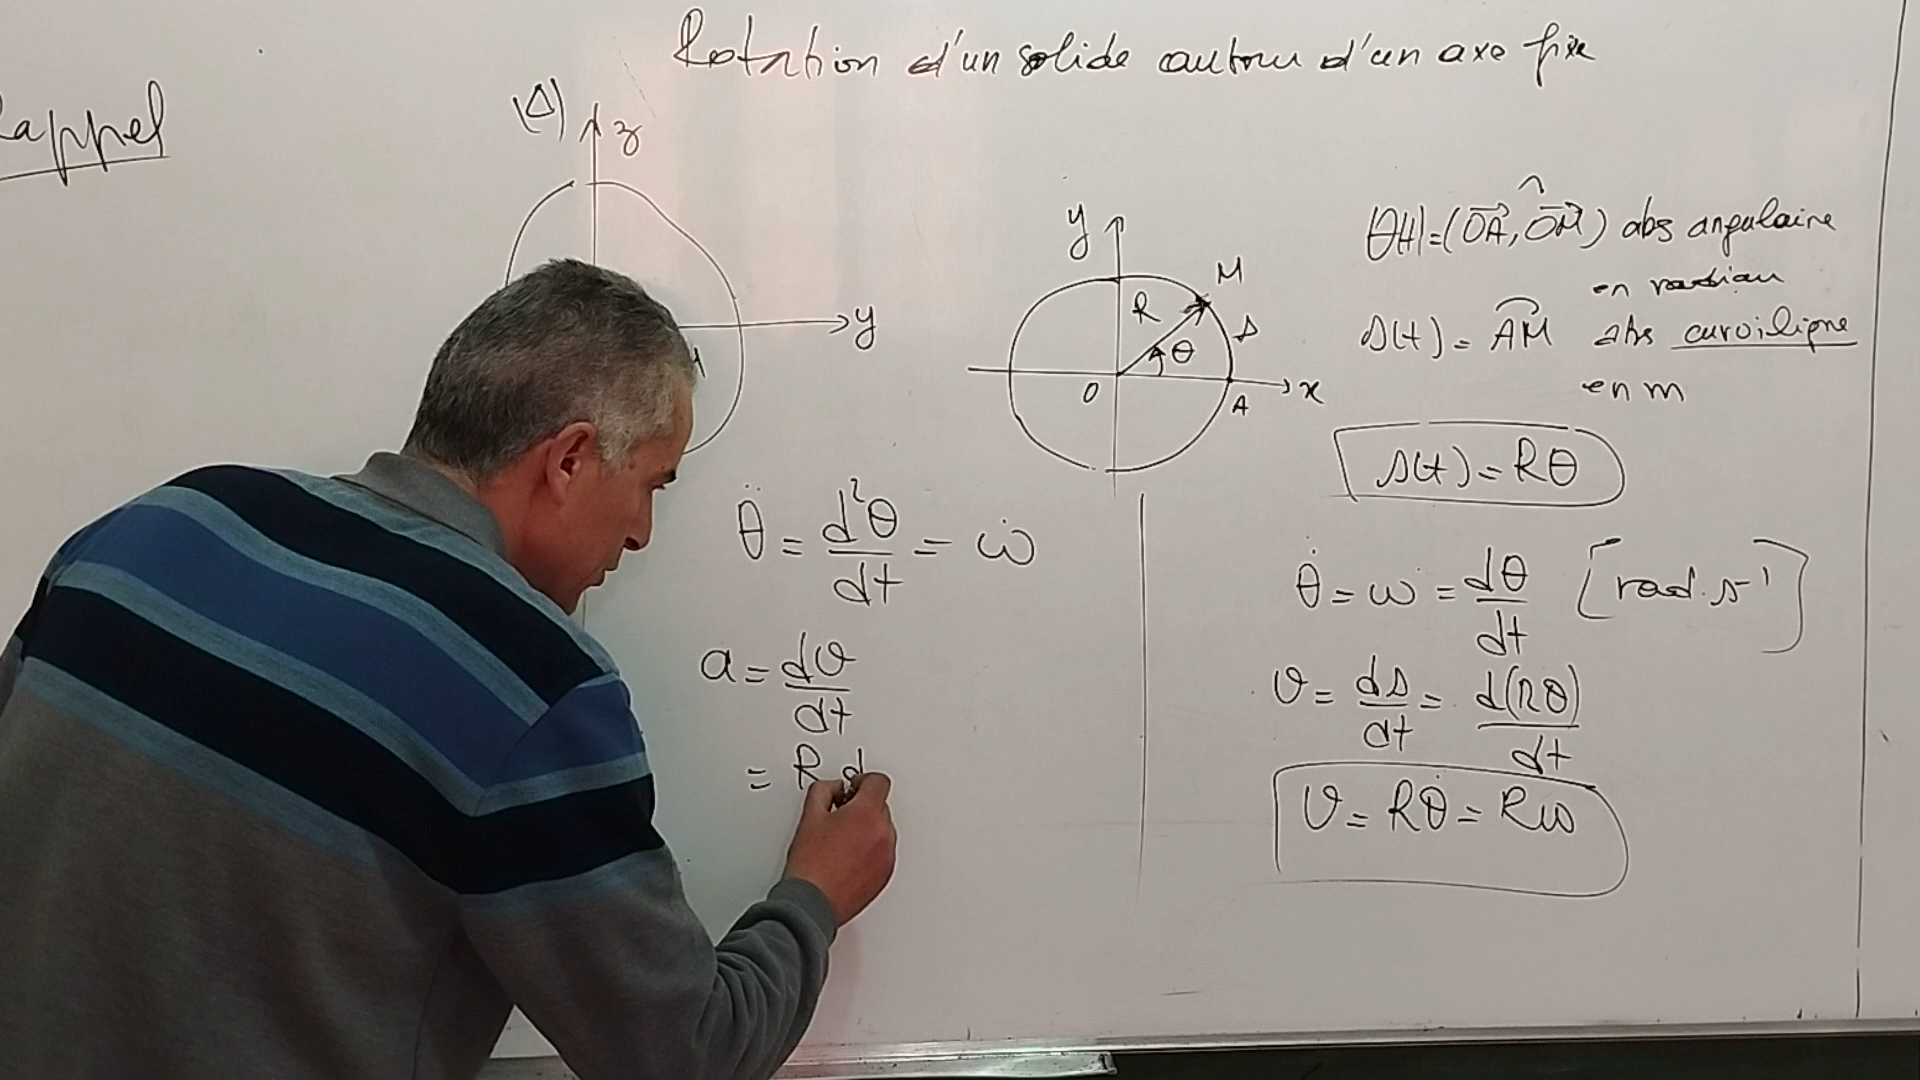 Rotation d'un solide autour d'un axe fixe
Rappel
(Δ)
z
y
y
M
R
s
θ
O
A
x
θ(t)=(OA, OM) abs angulaire
en radian
s(t) = AM abs curviligne
en m
s(t) = Rθ
θ̈ = d²θ/dt = ω̇
a = dv/dt
= R d
θ̇ = ω = dθ/dt [rad.s⁻¹]
v = ds/dt = d(Rθ)/dt
v = Rθ̇ = Rω